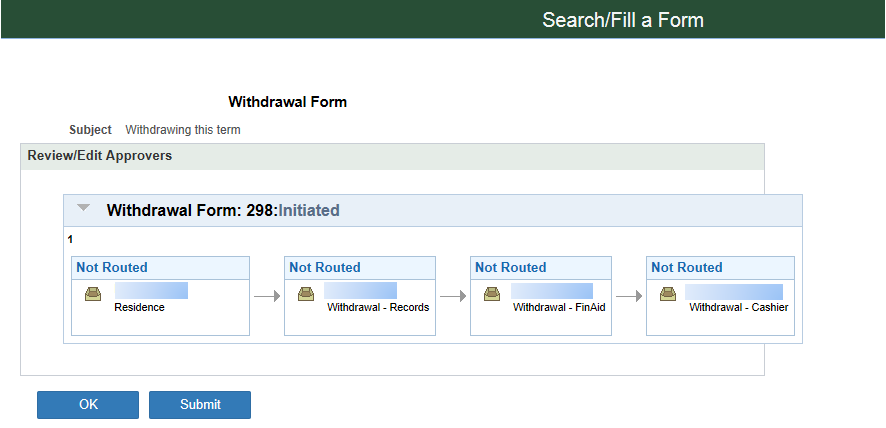 Search/Fill a Form
Withdrawal Form
Subject Withdrawing this term
Review/Edit Approvers
Withdrawal Form: 298:Initiated
1
Not Routed Not Routed Not Routed Not Routed
Residence Withdrawal - Records Withdrawal - FinAid Withdrawal - Cashier
OK Submit